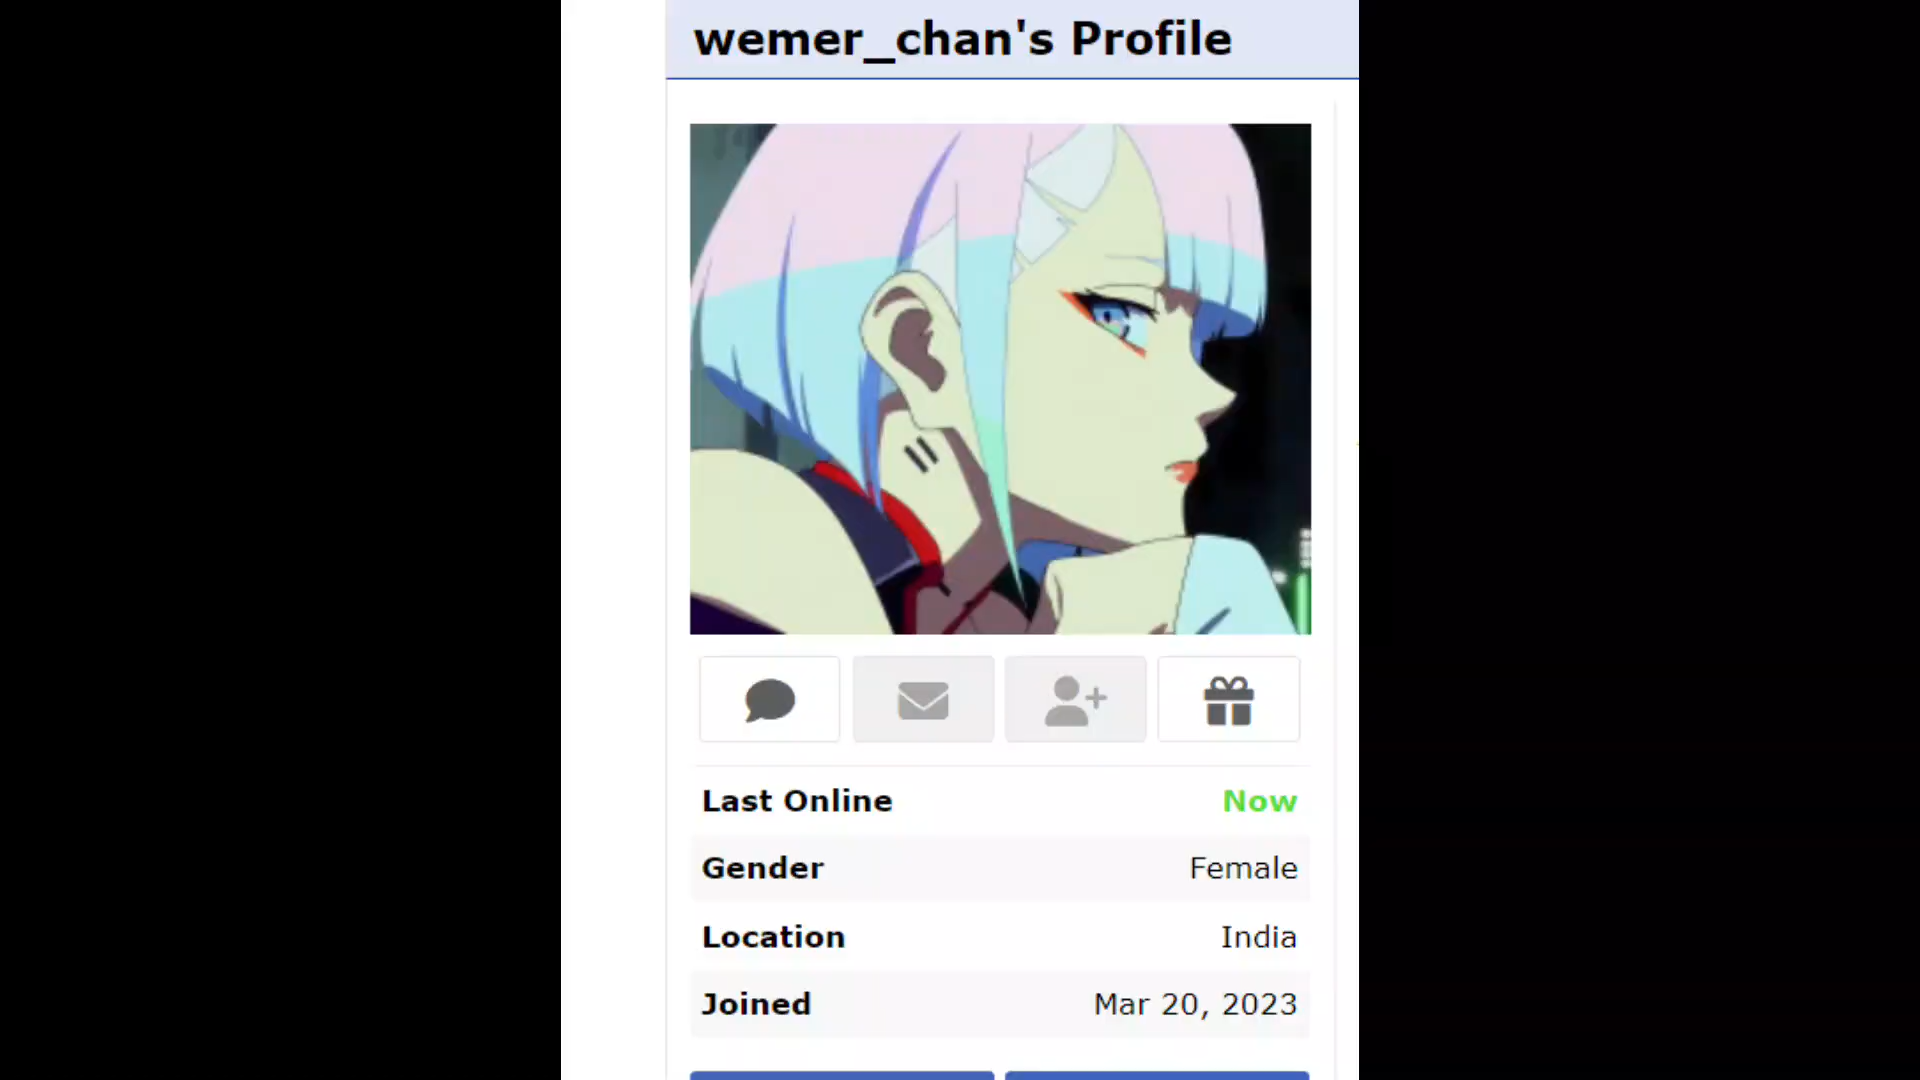 wemer_chan's Profile
Last Online Now
Gender Female
Location India
Joined Mar 20, 2023